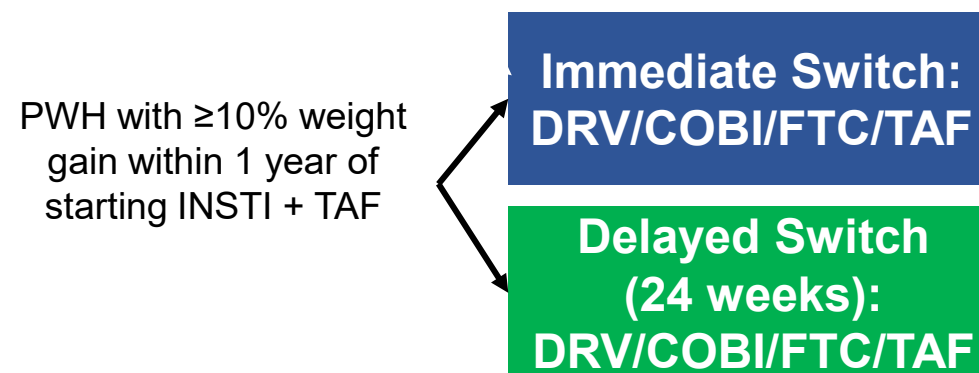 PWH with ≥10% weight
gain within 1 year of
starting INSTI + TAF
Immediate Switch:
DRV/COBI/FTC/TAF
Delayed Switch
(24 weeks):
DRV/COBI/FTC/TAF